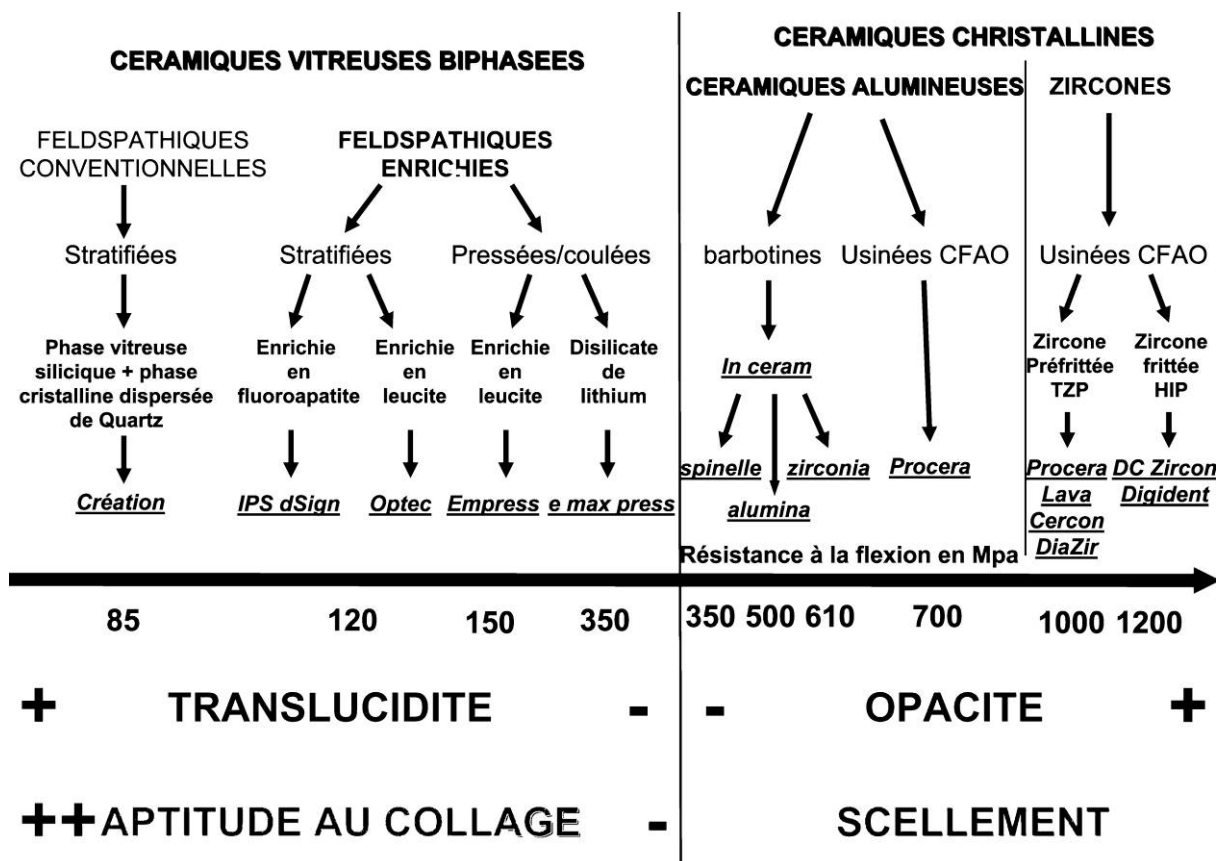 CERAMIQUES VITREUSES BIPHASEES
CERAMIQUES CHRISTALLINES
CERAMIQUES ALUMINEUSES
ZIRCONES
FELDSPATHIQUES
CONVENTIONNELLES
FELDSPATHIQUES
ENRICHIES
Stratifiées
Stratifiées
Pressées/coulées
barbotines
Usinées CFAO
Usinées CFAO
Phase vitreuse
silicique + phase
cristalline dispersée
de Quartz
Enrichie
en
fluoroapatite
Enrichie
en
leucite
Enrichie
en
leucite
Disilicate
de
lithium
In ceram
Zircone
Préfrittée
TZP
Zircone
frittée
HIP
Création
IPS dSign
Optec
Empress
e max press
spinelle
zirconia
alumina
Procera
Procera
Lava
Cercon
DiaZir
DC Zircon
Digident
Résistance à la flexion en Mpa
85 120 150 350 350 500 610 700 1000 1200
+ TRANSLUCIDITE -
- OPACITE +
++ APTITUDE AU COLLAGE -
SCELLEMENT